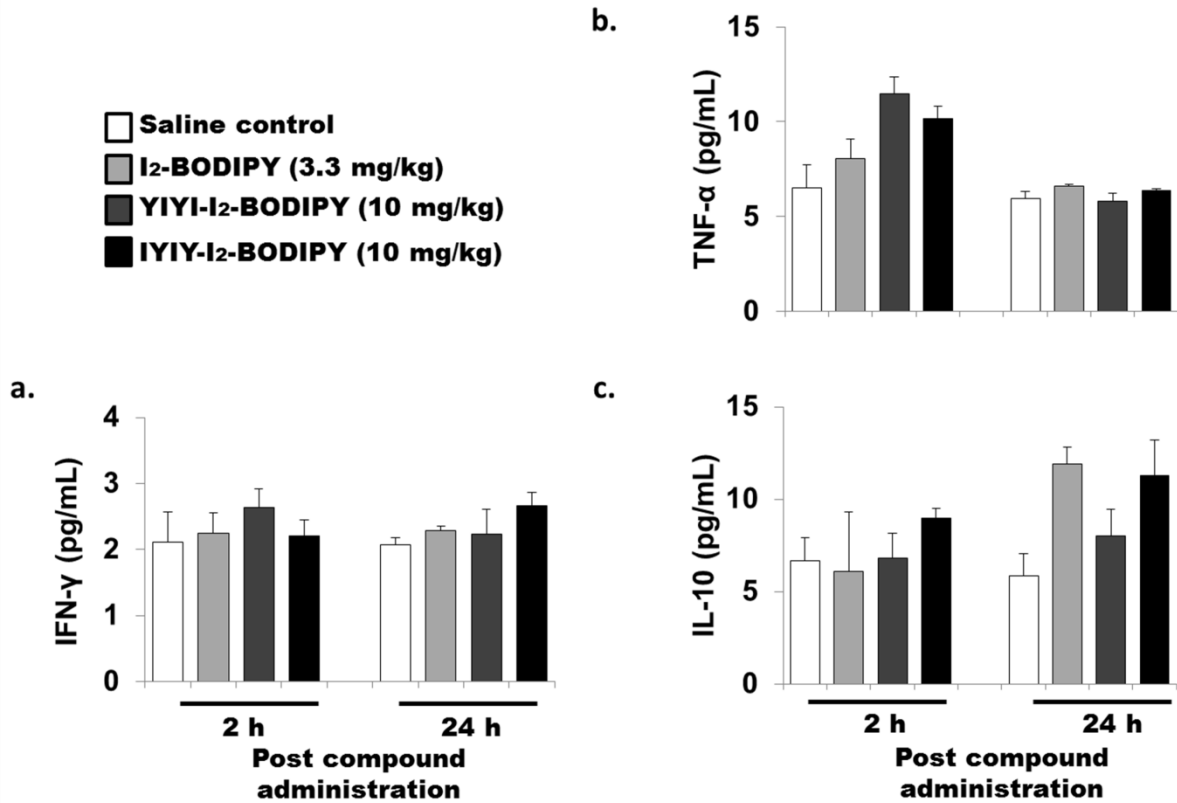 b.
Saline control
I₂-BODIPY (3.3 mg/kg)
YIYI-I₂-BODIPY (10 mg/kg)
IYIY-I₂-BODIPY (10 mg/kg)
TNF-α (pg/mL)
15
10
5
0
a.
IFN-γ (pg/mL)
4
3
2
1
0
2 h
24 h
Post compound
administration
c.
IL-10 (pg/mL)
15
10
5
0
2 h
24 h
Post compound
administration